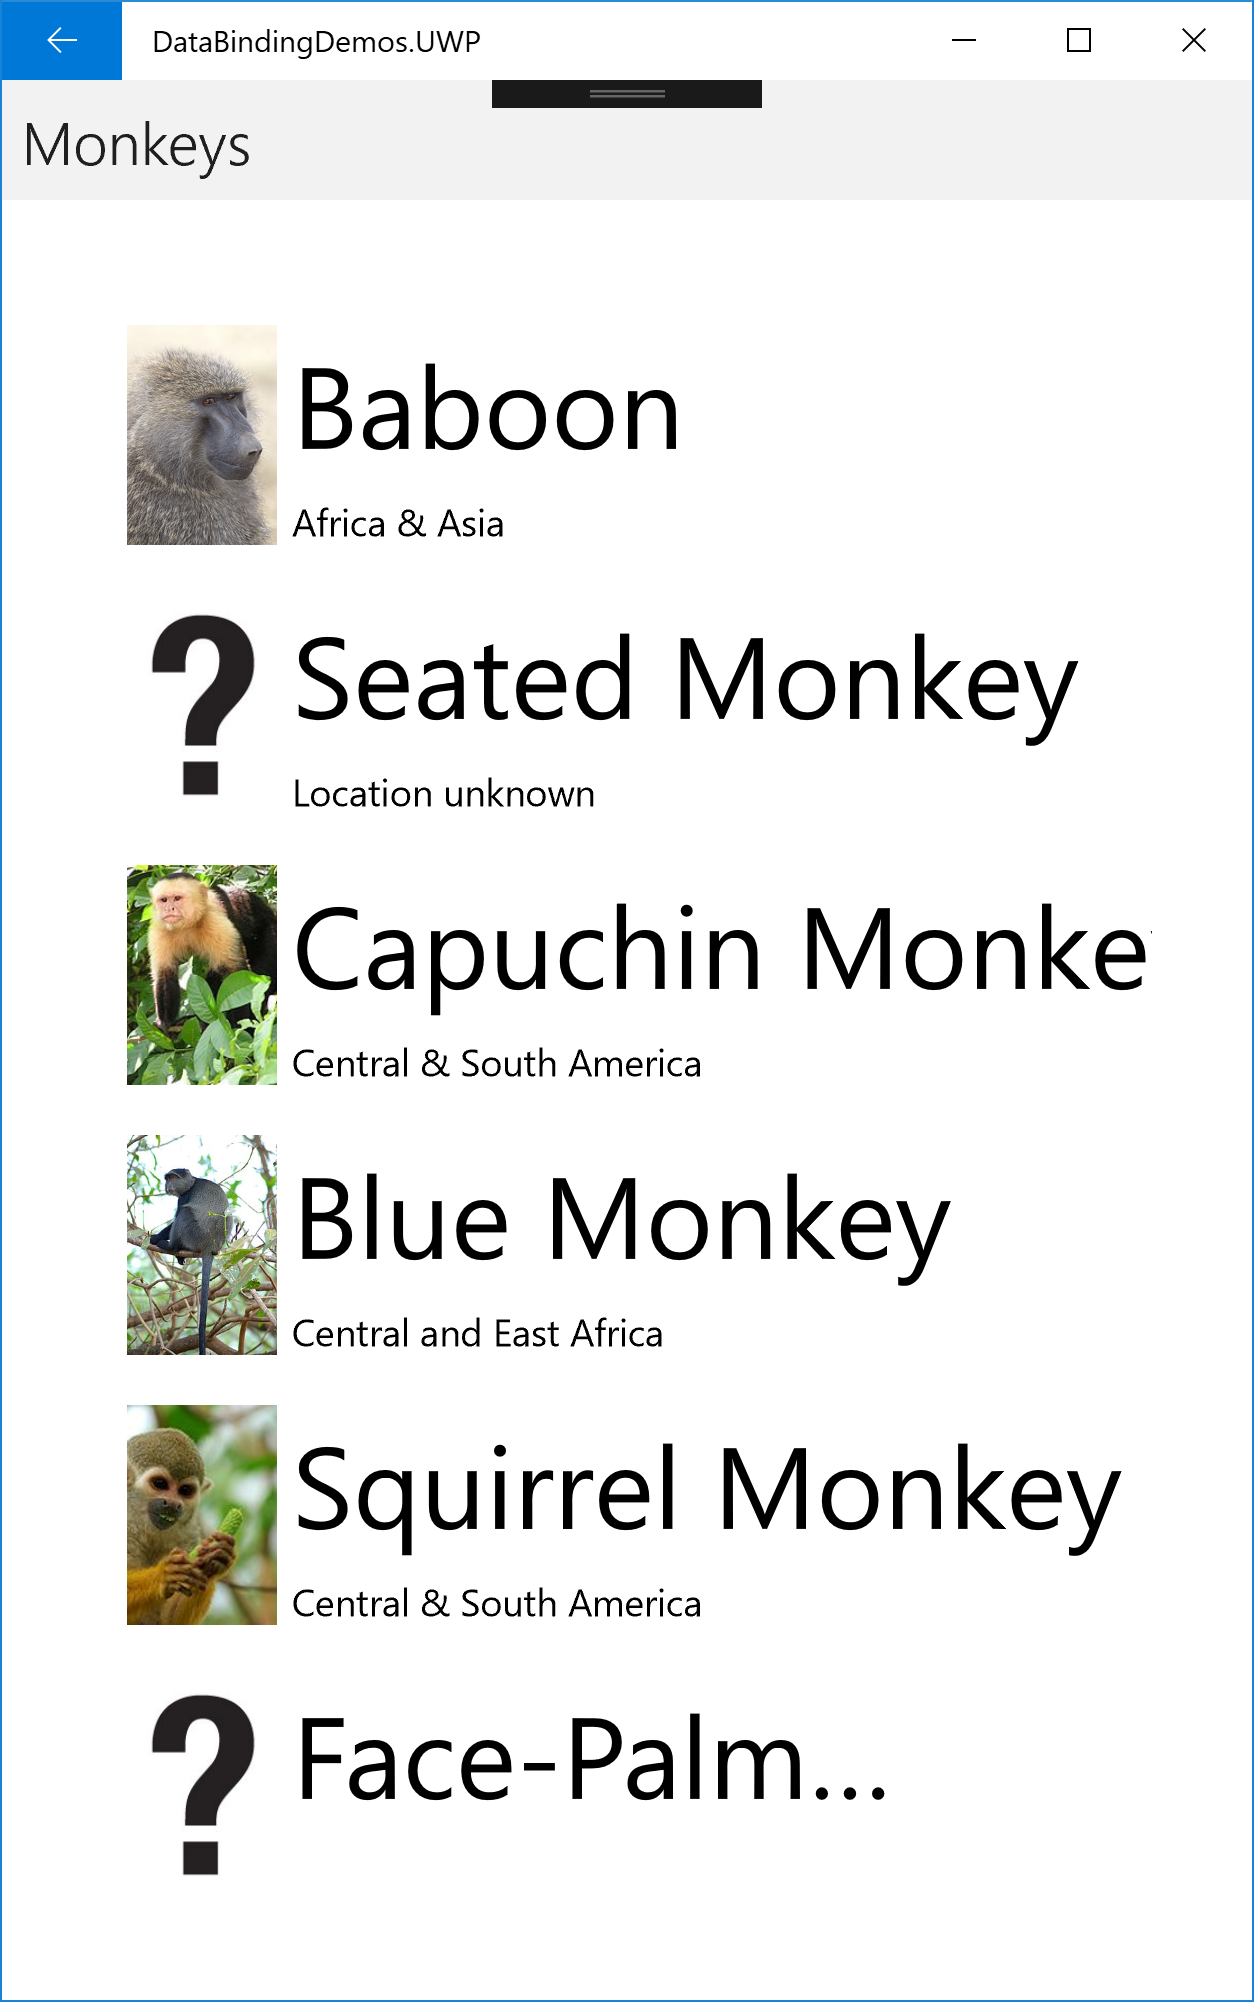 DataBindingDemos.UWP
Monkeys
Baboon
Africa & Asia
?
Seated Monkey
Location unknown
Capuchin Monke
Central & South America
Blue Monkey
Central and East Africa
Squirrel Monkey
Central & South America
?
Face-Palm...